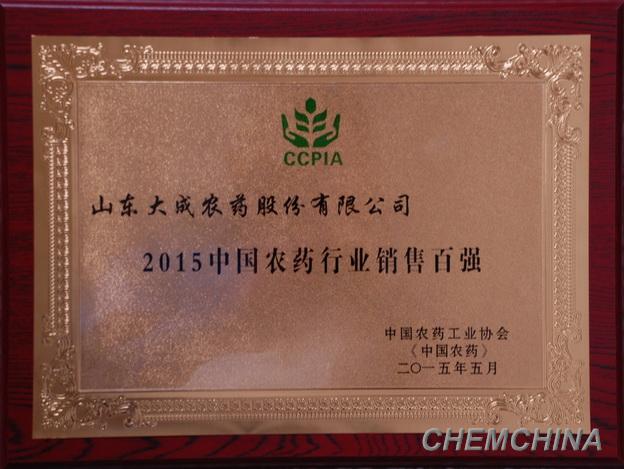 CCPIA
山东大成农药股份有限公司
2015中国农药行业销售百强
中国农药工业协会
《中国农药》
二〇一五年五月
CHEMCHINA